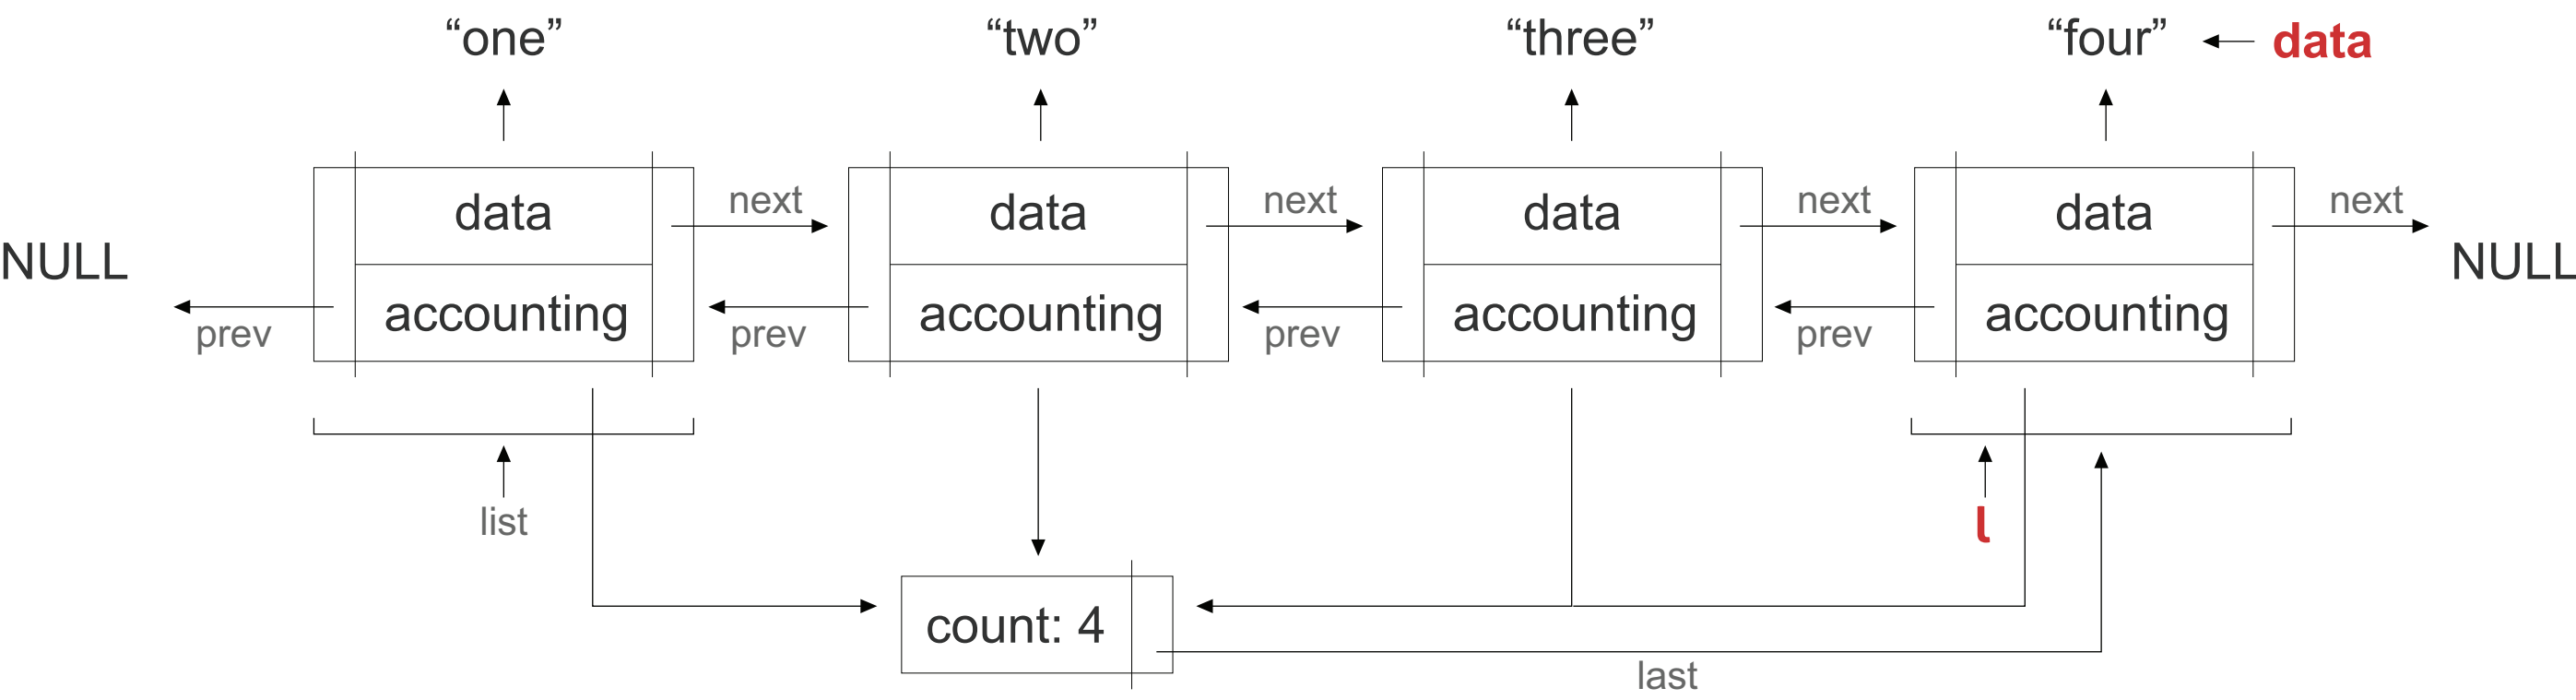 “one”
“two”
“three”
“four”
data
data
next
data
next
data
next
data
next
NULL
NULL
accounting
accounting
accounting
accounting
prev
prev
prev
prev
list
l
count: 4
last